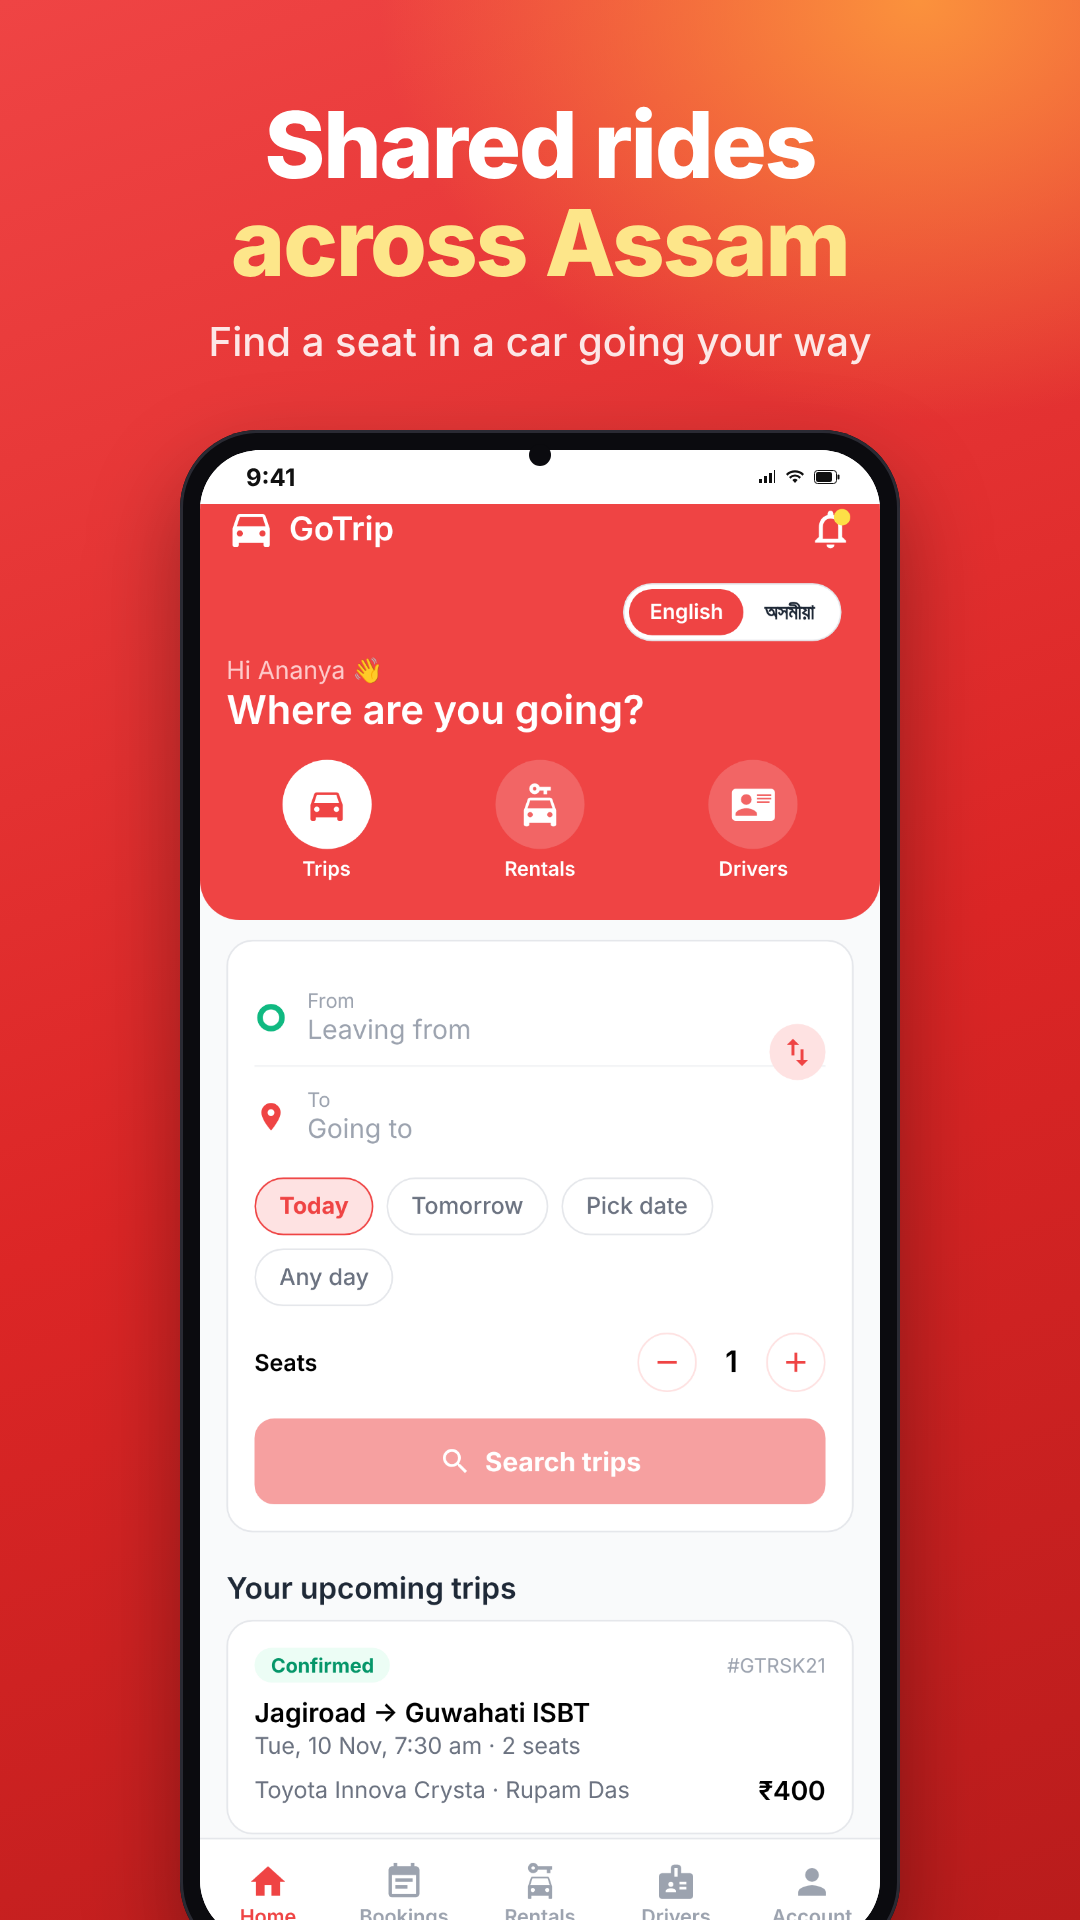 Shared rides
across Assam
Find a seat in a car going your way
9:41
GoTrip
English অসমীয়া
Hi Ananya 👋
Where are you going?
Trips Rentals Drivers
From
Leaving from
To
Going to
Today Tomorrow Pick date
Any day
Seats 1
Search trips
Your upcoming trips
Confirmed #GTRSK21
Jagiroad → Guwahati ISBT
Tue, 10 Nov, 7:30 am · 2 seats
Toyota Innova Crysta · Rupam Das ₹400
Home Bookings Rentals Drivers Account